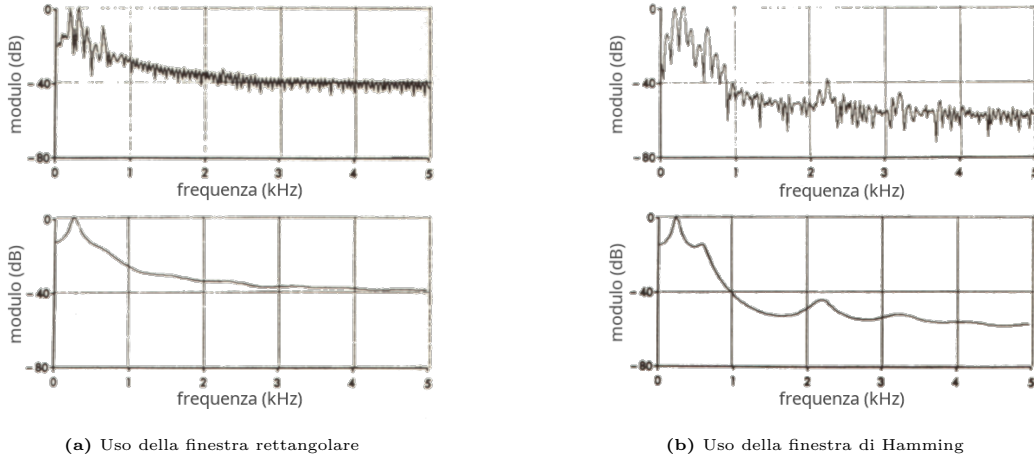 0
−40
−80
modulo (dB)
0 1 2 3 4 5
frequenza (kHz)
0
−40
−80
modulo (dB)
0 1 2 3 4 5
frequenza (kHz)
(a) Uso della finestra rettangolare
0
−40
−80
modulo (dB)
0 1 2 3 4 5
frequenza (kHz)
0
−40
−80
modulo (dB)
0 1 2 3 4 5
frequenza (kHz)
(b) Uso della finestra di Hamming